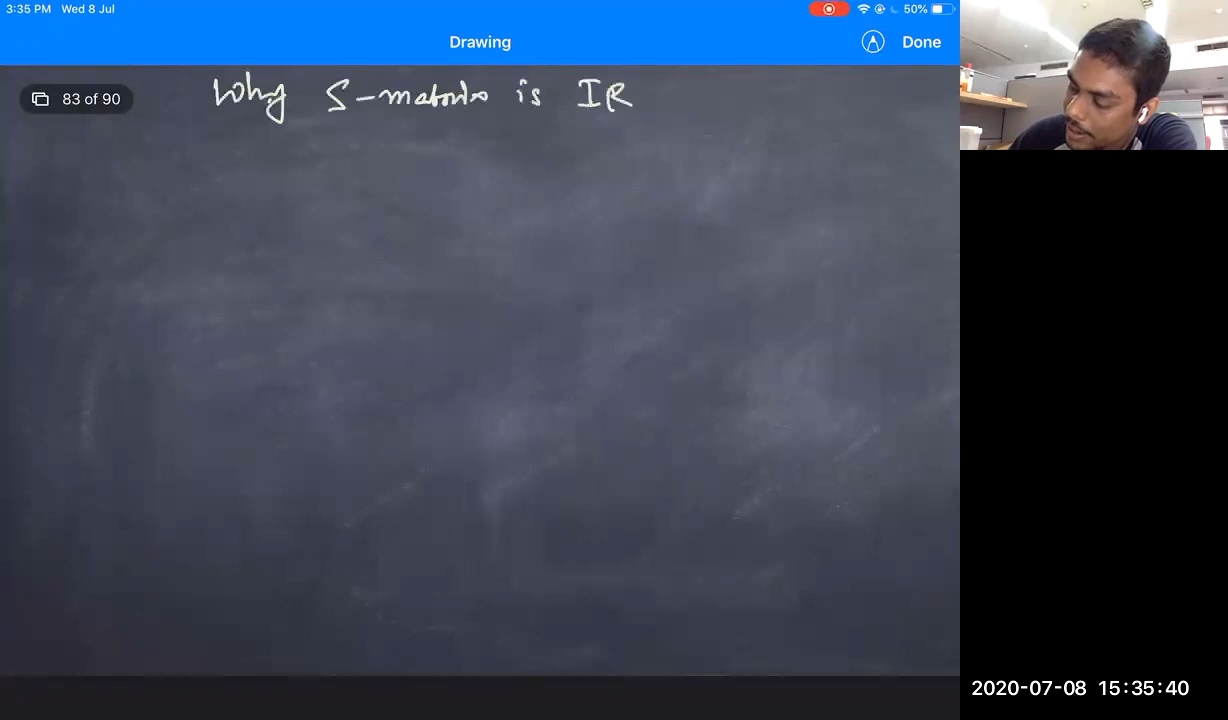 3:35 PM Wed 8 Jul 50%
Drawing Done
83 of 90
Why S-matrix is IR
2020-07-08 15:35:40